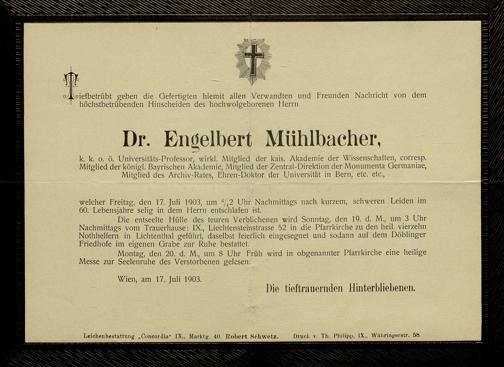 Tiefbetrübt geben die Gefertigten hiemit allen Verwandten und Freunden Nachricht von dem
höchstbetrübenden Hinscheiden des hochwolgeborenen Herrn
Dr. Engelbert Mühlbacher,
k. k. o. ö. Universitäts-Professor, wirkl. Mitglied der kais. Akademie der Wissenschaften, corresp.
Mitglied der königl. Bayrischen Akademie, Mitglied der Zentral-Direktion der Monumenta Germaniae,
Mitglied des Archiv-Rates, Ehren-Doktor der Universität in Bern, etc. etc.,
welcher Freitag, den 17. Juli 1903, um 2 Uhr Nachmittags nach kurzem, schweren Leiden im
60. Lebensjahre selig in dem Herrn entschlafen ist.
Die entseelte Hülle des teuren Verblichenen wird Sonntag, den 19. d. M., um 3 Uhr
Nachmittags vom Trauerhause: IX., Liechtensteinstrasse 52 in die Pfarrkirche zu den heil. vierzehn
Nothhelfern in Lichtenthal geführt, daselbst feierlich eingesegnet und sodann auf dem Döblinger
Friedhofe im eigenen Grabe zur Ruhe bestattet.
Montag, den 20. d. M., um 8 Uhr Früh wird in obgenannter Pfarrkirche eine heilige
Messe zur Seelenruhe des Verstorbenen gelesen.
Wien, am 17. Juli 1903.
Die tieftrauernden Hinterbliebenen.
Leichenbestattung „Concordia" IX., Marktg. 40. Robert Schwetz. Druck v. Th. Philipp, IX., Währingerstr. 58